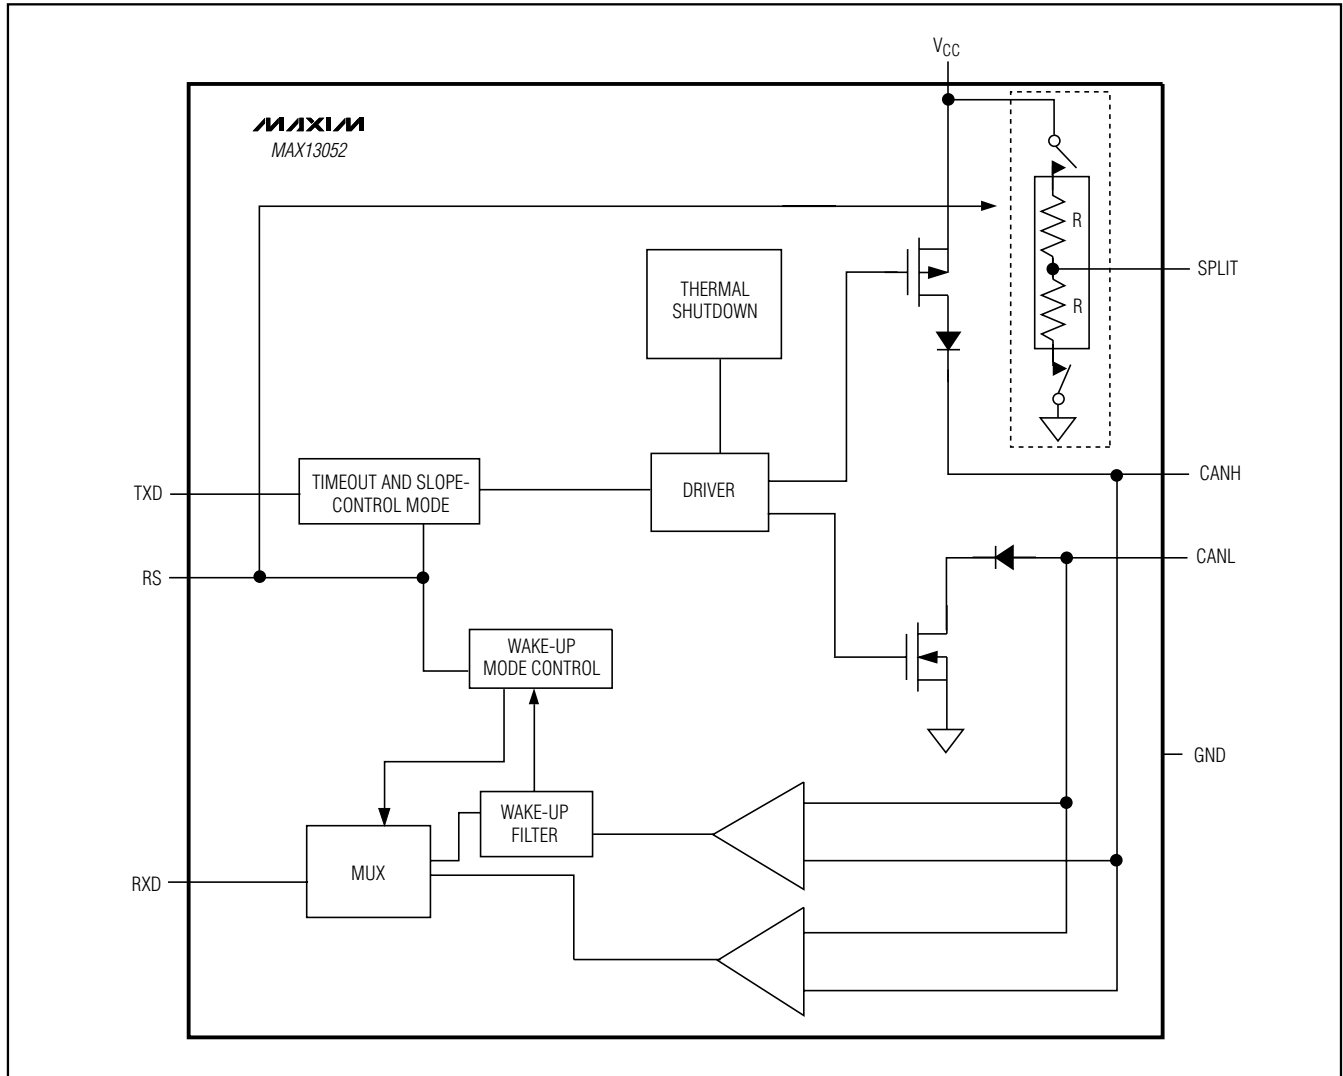 VCC
MAXIM
MAX13052
R
SPLIT
THERMAL
SHUTDOWN
R
TIMEOUT AND SLOPE-
CONTROL MODE
DRIVER
TXD
CANH
RS
CANL
WAKE-UP
MODE CONTROL
GND
WAKE-UP
FILTER
MUX
RXD